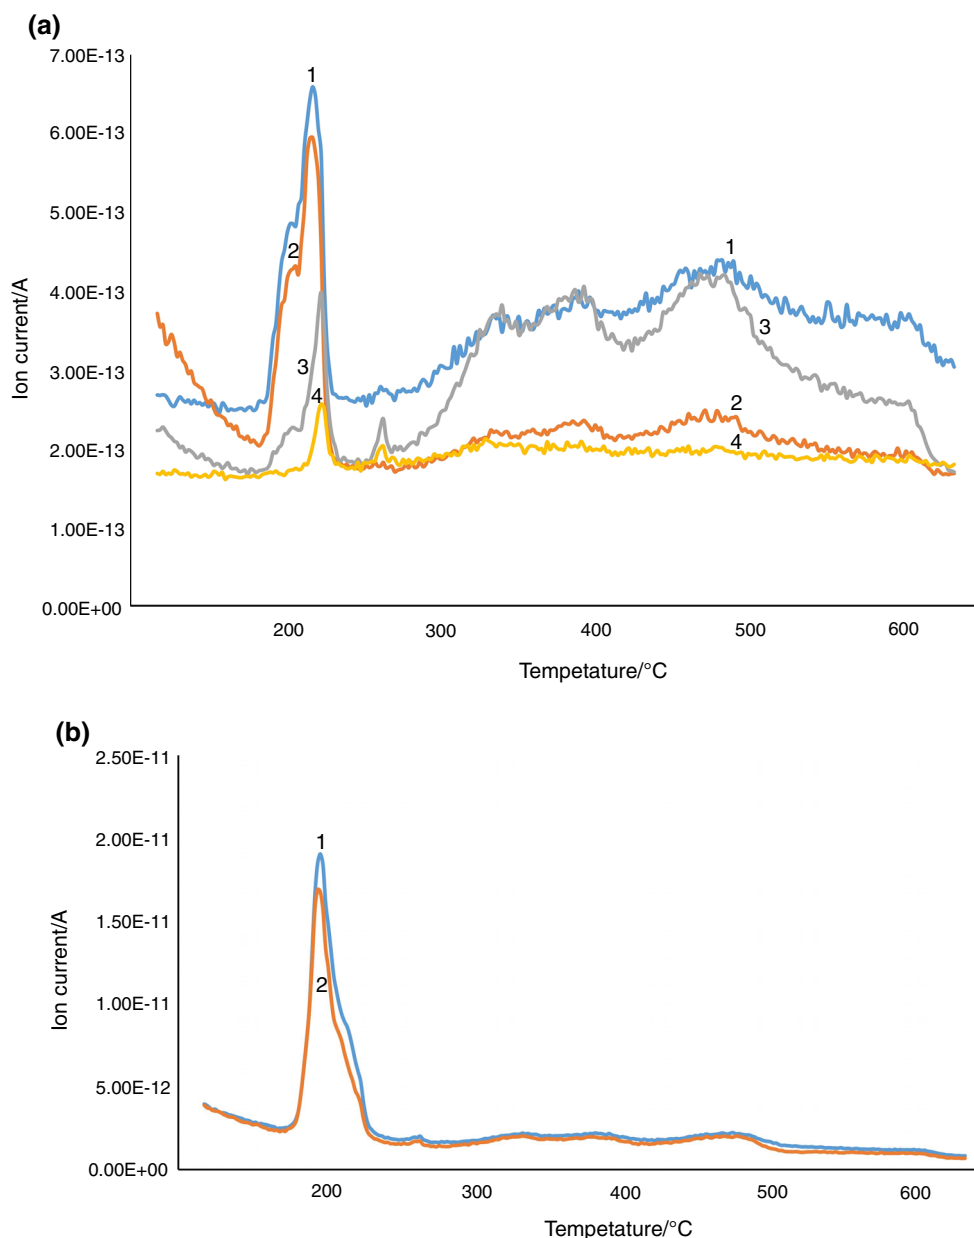 (a)
7.00E-13
6.00E-13
5.00E-13
4.00E-13
3.00E-13
2.00E-13
1.00E-13
0.00E+00
Ion current/A
1
2
3
4
1
3
2
4
200 300 400 500 600
Tempetature/°C
(b)
2.50E-11
2.00E-11
1.50E-11
1.00E-11
5.00E-12
0.00E+00
Ion current/A
1
2
200 300 400 500 600
Tempetature/°C